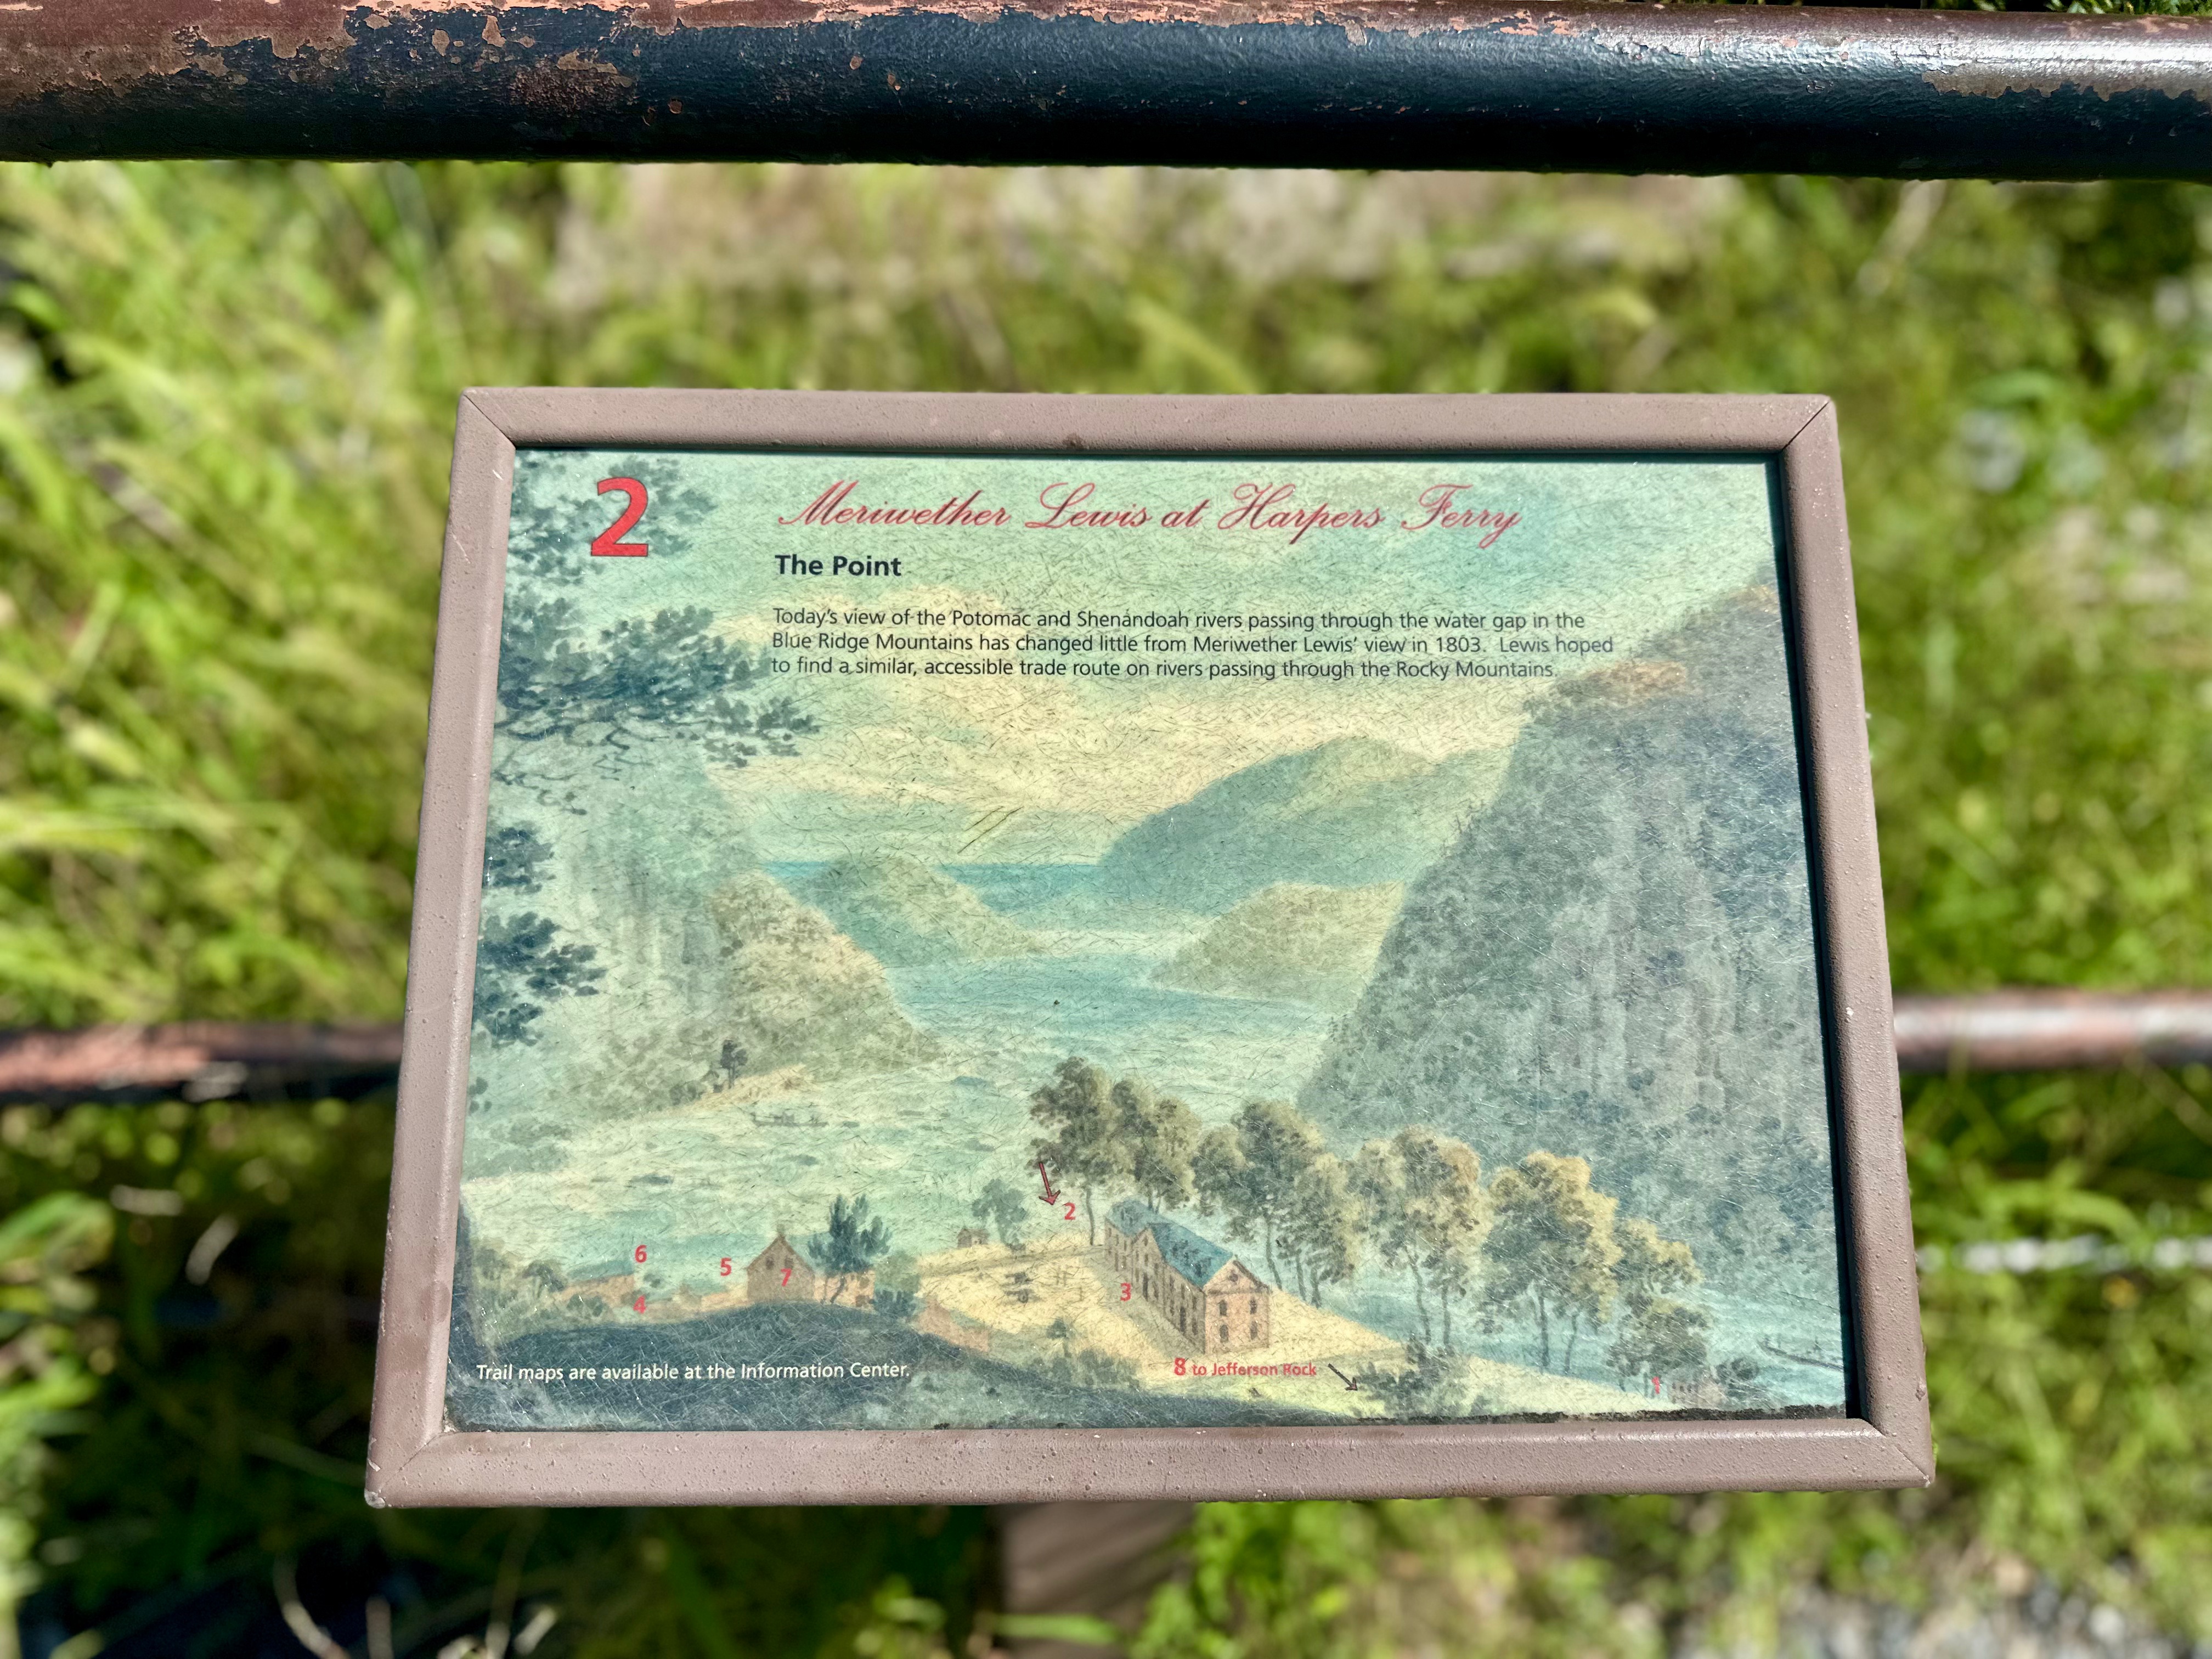 2
Meriwether Lewis at Harpers Ferry
The Point
Today's view of the Potomac and Shenandoah rivers passing through the water gap in the
Blue Ridge Mountains has changed little from Meriwether Lewis' view in 1803. Lewis hoped
to find a similar, accessible trade route on rivers passing through the Rocky Mountains.
2
6
5
7
4
3
Trail maps are available at the Information Center.
8 to Jefferson Rock
1